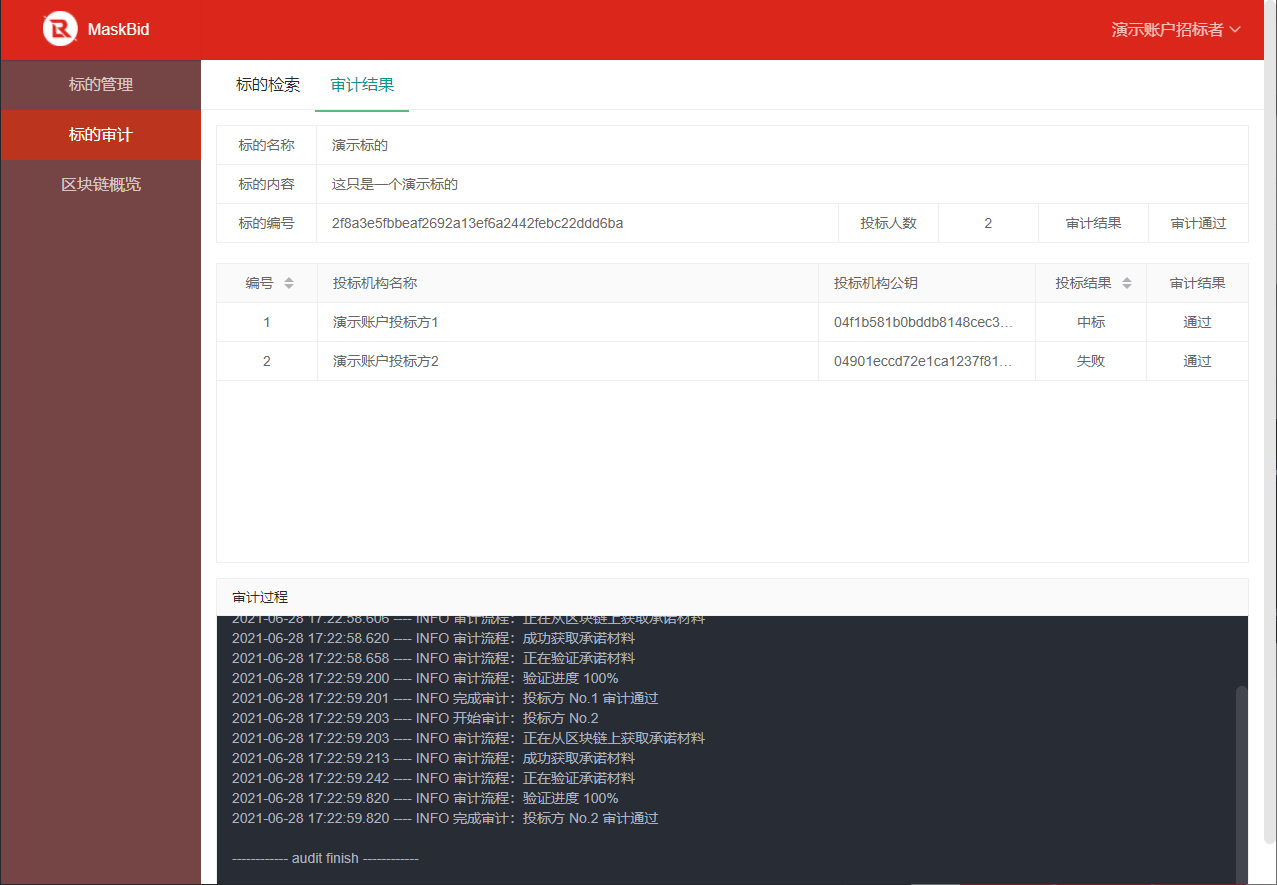 MaskBid
演示账户招标者
标的管理
标的审计
区块链概览
标的检索 审计结果
标的名称 演示标的
标的内容 这只是一个演示标的
标的编号 2f8a3e5fbbeaf2692a13ef6a2442febc22ddd6ba 投标人数 2 审计结果 审计通过
编号 投标机构名称 投标机构公钥 投标结果 审计结果
1 演示账户投标方1 04f1b581b0bddb8148cec3... 中标 通过
2 演示账户投标方2 04901eccd72e1ca1237f81... 失败 通过
审计过程
2021-06-28 17:22:58.606 ---- INFO 审计流程：正在从区块链上获取承诺材料
2021-06-28 17:22:58.620 ---- INFO 审计流程：成功获取承诺材料
2021-06-28 17:22:58.658 ---- INFO 审计流程：正在验证承诺材料
2021-06-28 17:22:59.200 ---- INFO 审计流程：验证进度 100%
2021-06-28 17:22:59.201 ---- INFO 完成审计：投标方 No.1 审计通过
2021-06-28 17:22:59.203 ---- INFO 开始审计：投标方 No.2
2021-06-28 17:22:59.203 ---- INFO 审计流程：正在从区块链上获取承诺材料
2021-06-28 17:22:59.213 ---- INFO 审计流程：成功获取承诺材料
2021-06-28 17:22:59.242 ---- INFO 审计流程：正在验证承诺材料
2021-06-28 17:22:59.820 ---- INFO 审计流程：验证进度 100%
2021-06-28 17:22:59.820 ---- INFO 完成审计：投标方 No.2 审计通过
------------ audit finish ------------